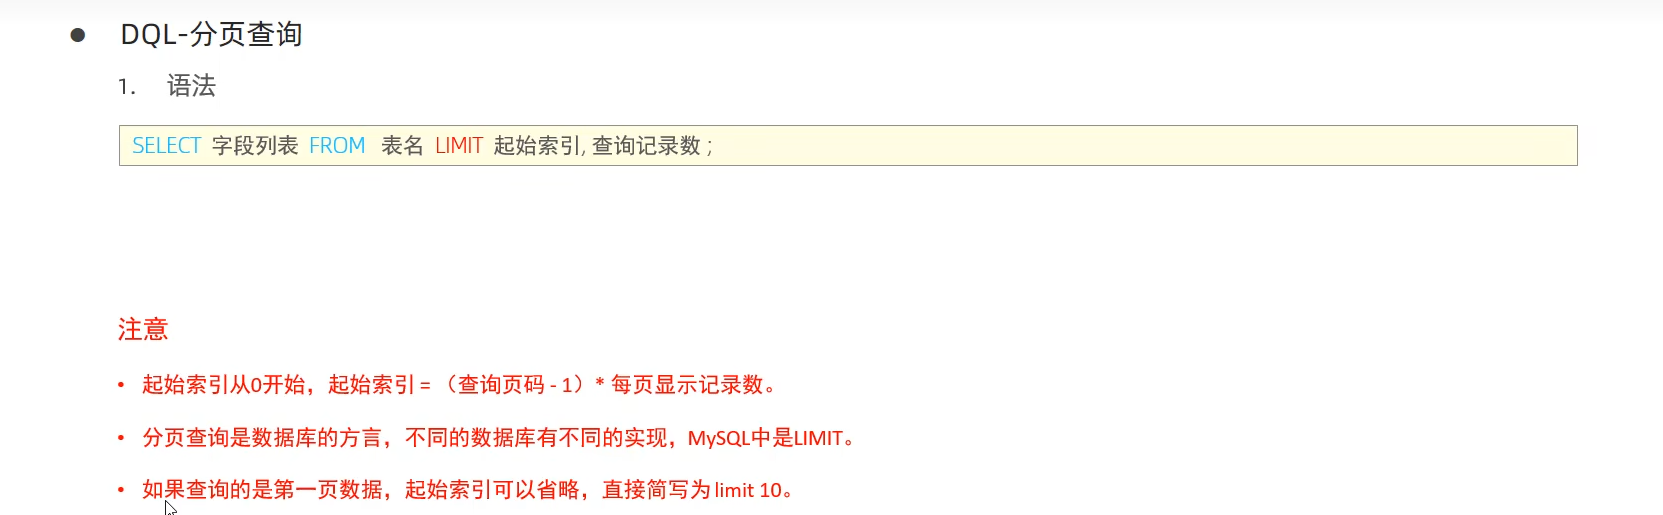 ● DQL-分页查询
1. 语法
SELECT 字段列表 FROM 表名 LIMIT 起始索引, 查询记录数 ;
注意
• 起始索引从0开始，起始索引 = （查询页码 - 1）* 每页显示记录数。
• 分页查询是数据库的方言，不同的数据库有不同的实现，MySQL中是LIMIT。
• 如果查询的是第一页数据，起始索引可以省略，直接简写为 limit 10。